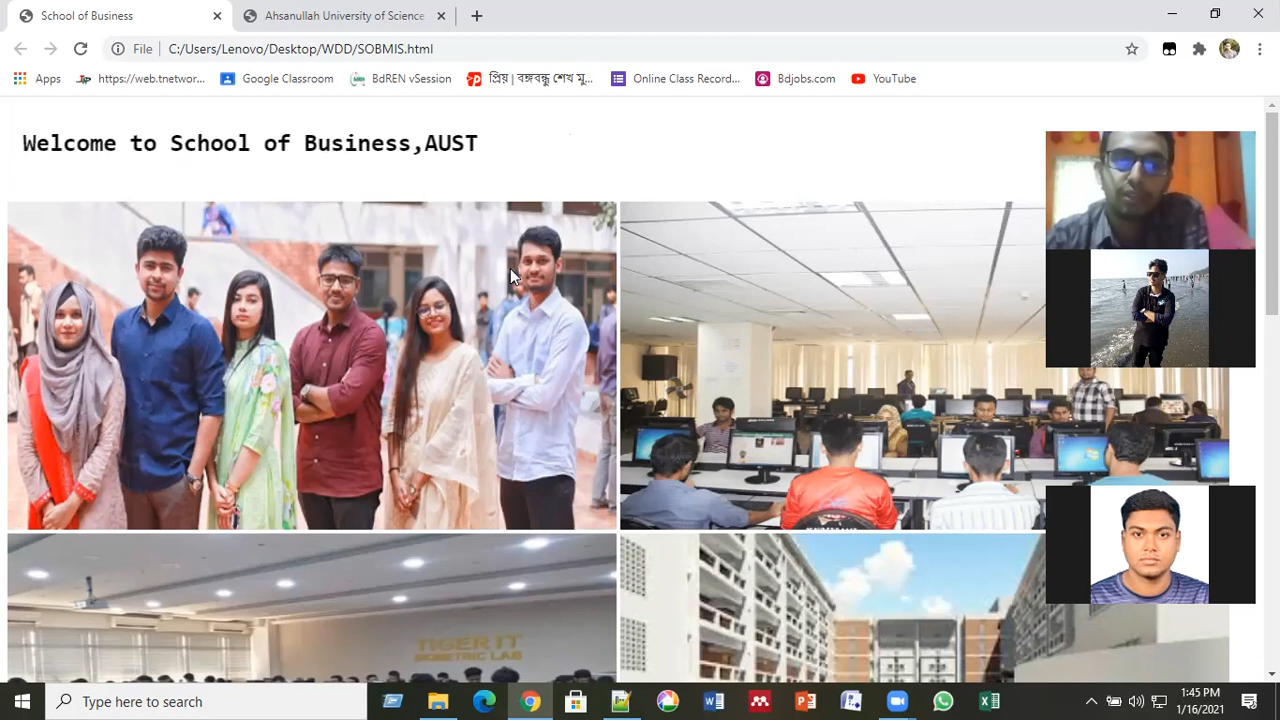 School of Business
Ahsanullah University of Science
File
C:/Users/Lenovo/Desktop/WDD/SOBMIS.html
Apps
https://web.tnetwor...
Google Classroom
BdREN vSession
প্রিয় | বঙ্গবন্ধু শেখ মু...
Online Class Record...
Bdjobs.com
YouTube
Welcome to School of Business,AUST
TIGER IT
BIOMETRIC LAB
Type here to search
1:45 PM
1/16/2021